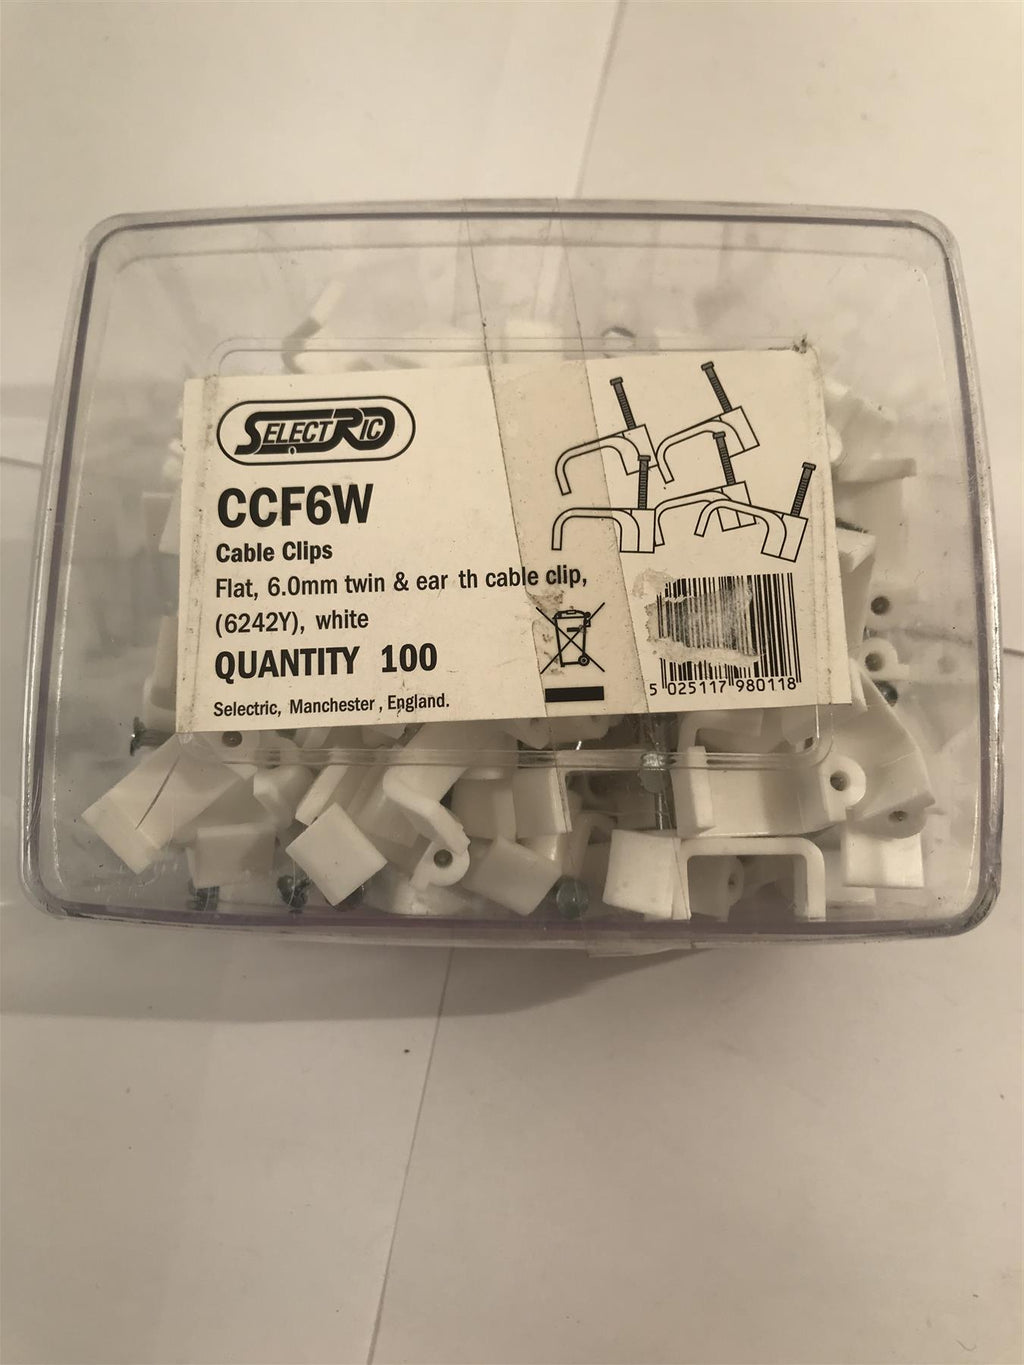 SELECTRIC
CCF6W
Cable Clips
Flat, 6.0mm twin & ear th cable clip,
(6242Y), white
QUANTITY 100
Selectric, Manchester, England.
5 025117 980118